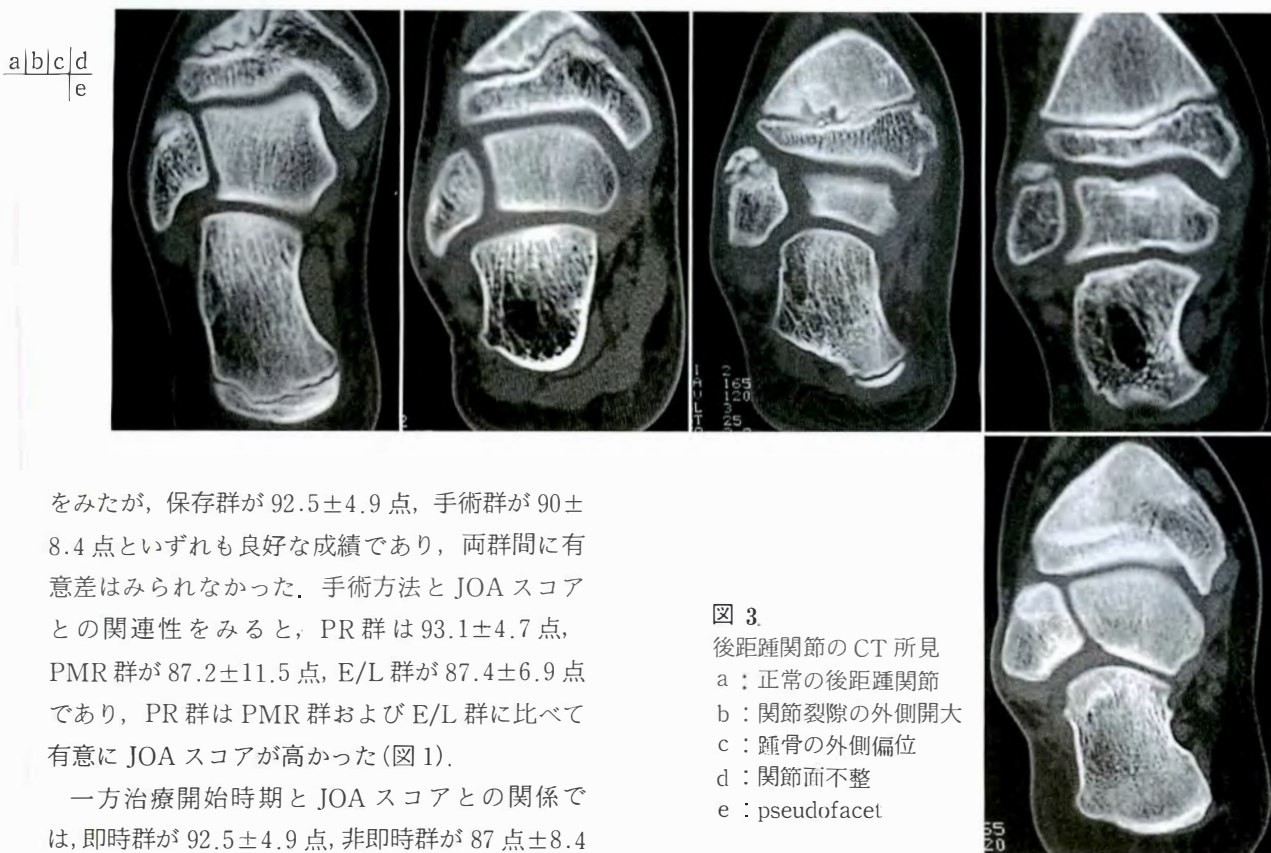 a|b|c|d
e
I 2
A 165
V 120
L 3
T 25
をみたが，保存群が 92.5±4.9 点，手術群が 90±
8.4 点といずれも良好な成績であり，両群間に有
意差はみられなかった．手術方法と JOA スコア
との関連性をみると，PR 群は 93.1±4.7 点，
PMR 群が 87.2±11.5 点，E/L 群が 87.4±6.9 点
であり，PR 群は PMR 群および E/L 群に比べて
有意に JOA スコアが高かった（図 1）．
一方治療開始時期と JOA スコアとの関係で
は，即時群が 92.5±4.9 点，非即時群が 87 点±8.4
図 3.
後距踵関節の CT 所見
a：正常の後距踵関節
b：関節裂隙の外側開大
c：踵骨の外側偏位
d：関節面不整
e：pseudofacet
55
20